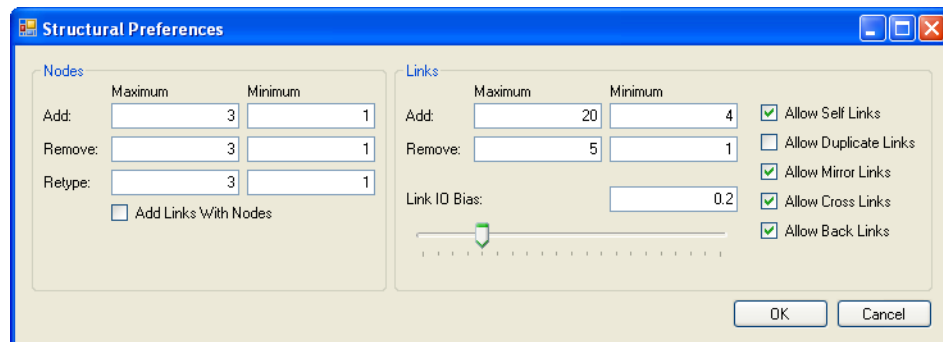 Structural Preferences
Nodes
Maximum Minimum
Add: 3 1
Remove: 3 1
Retype: 3 1
Add Links With Nodes
Links
Maximum Minimum
Add: 20 4
Remove: 5 1
Link IO Bias: 0.2
Allow Self Links
Allow Duplicate Links
Allow Mirror Links
Allow Cross Links
Allow Back Links
OK Cancel